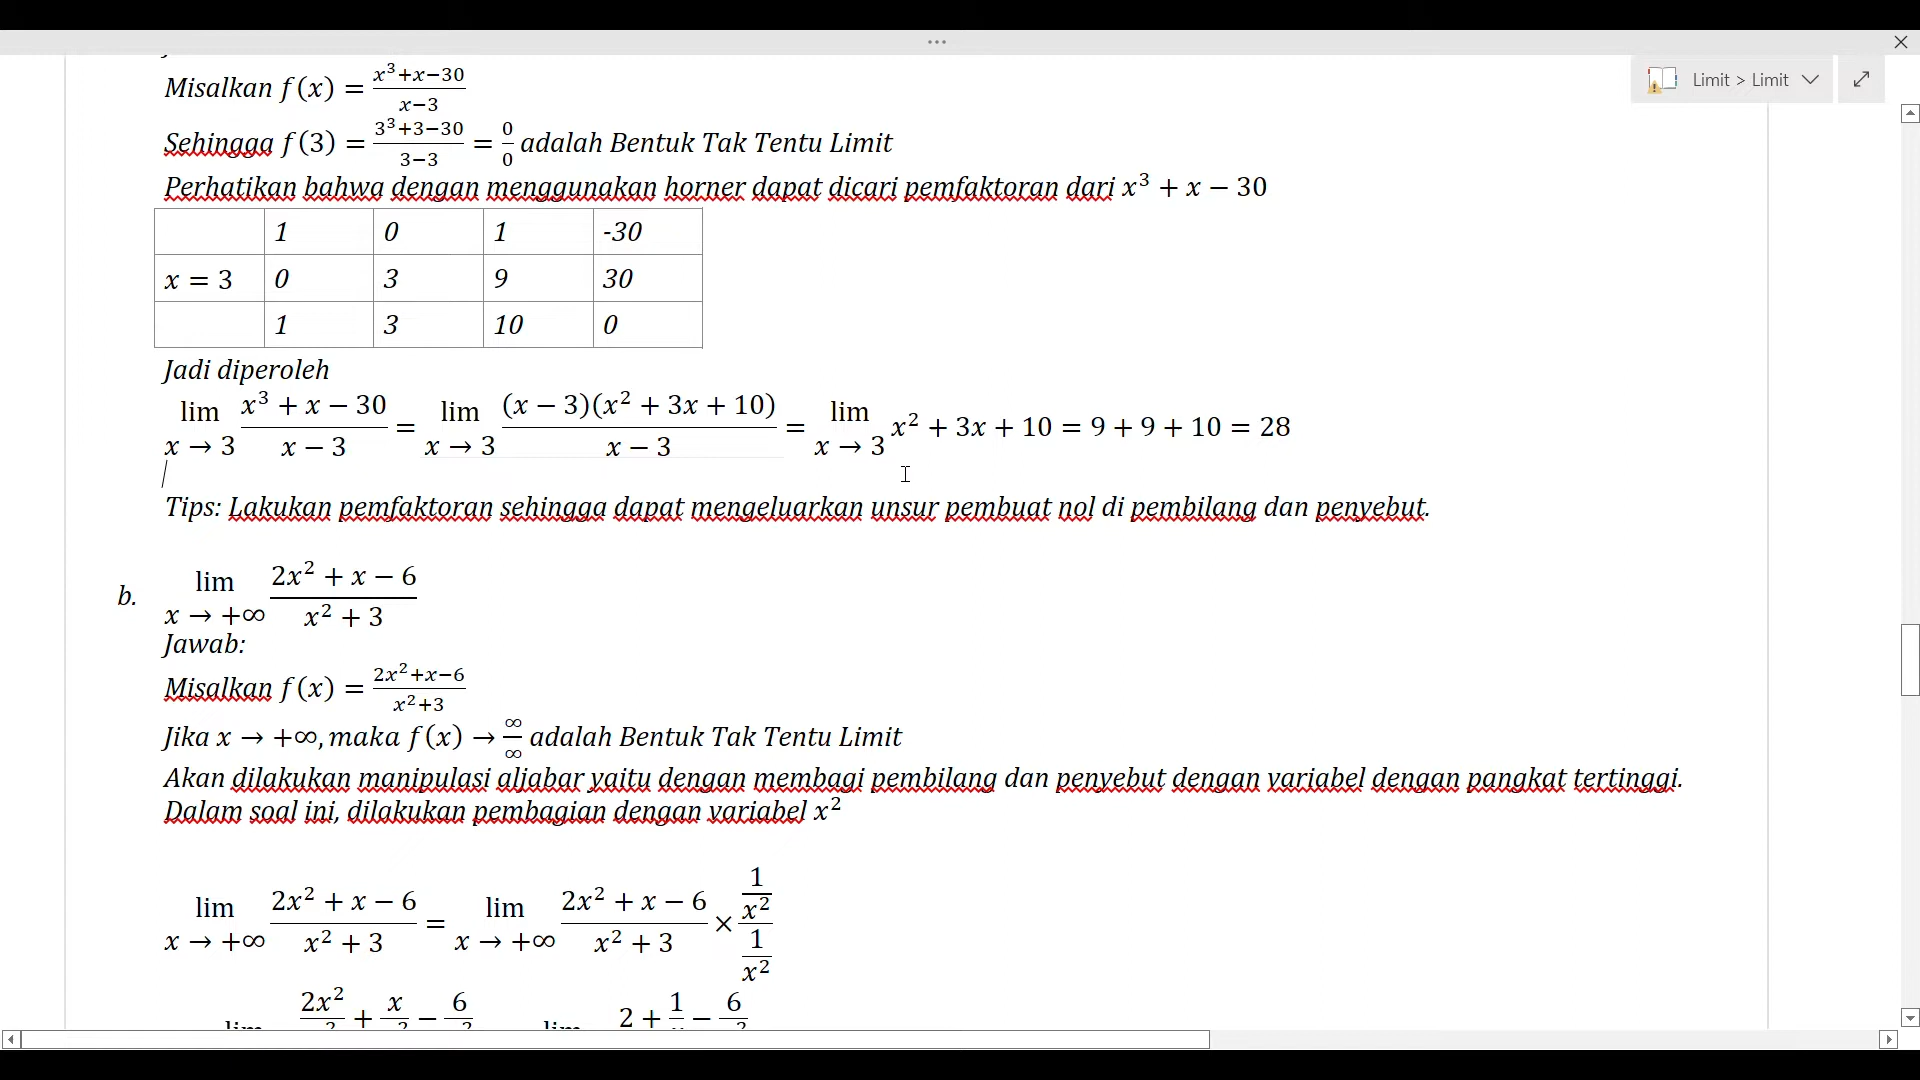 Limit > Limit
Misalkan f(x) = (x³+x−30)/(x−3)
Sehingga f(3) = (3³+3−30)/(3−3) = 0/0 adalah Bentuk Tak Tentu Limit
Perhatikan bahwa dengan menggunakan horner dapat dicari pemfaktoran dari x³ + x − 30
1 0 1 -30
x = 3 0 3 9 30
1 3 10 0
Jadi diperoleh
lim x → 3 (x³ + x − 30)/(x − 3) = lim x → 3 ((x − 3)(x² + 3x + 10))/(x − 3) = lim x → 3 x² + 3x + 10 = 9 + 9 + 10 = 28
Tips: Lakukan pemfaktoran sehingga dapat mengeluarkan unsur pembuat nol di pembilang dan penyebut.
b. lim x → +∞ (2x² + x − 6)/(x² + 3)
Jawab:
Misalkan f(x) = (2x²+x−6)/(x²+3)
Jika x → +∞, maka f(x) → ∞/∞ adalah Bentuk Tak Tentu Limit
Akan dilakukan manipulasi aljabar yaitu dengan membagi pembilang dan penyebut dengan variabel dengan pangkat tertinggi.
Dalam soal ini, dilakukan pembagian dengan variabel x²
lim x → +∞ (2x² + x − 6)/(x² + 3) = lim x → +∞ (2x² + x − 6)/(x² + 3) × (1/x²)/(1/x²)
2x² + x − 6 2 + 1 − 6